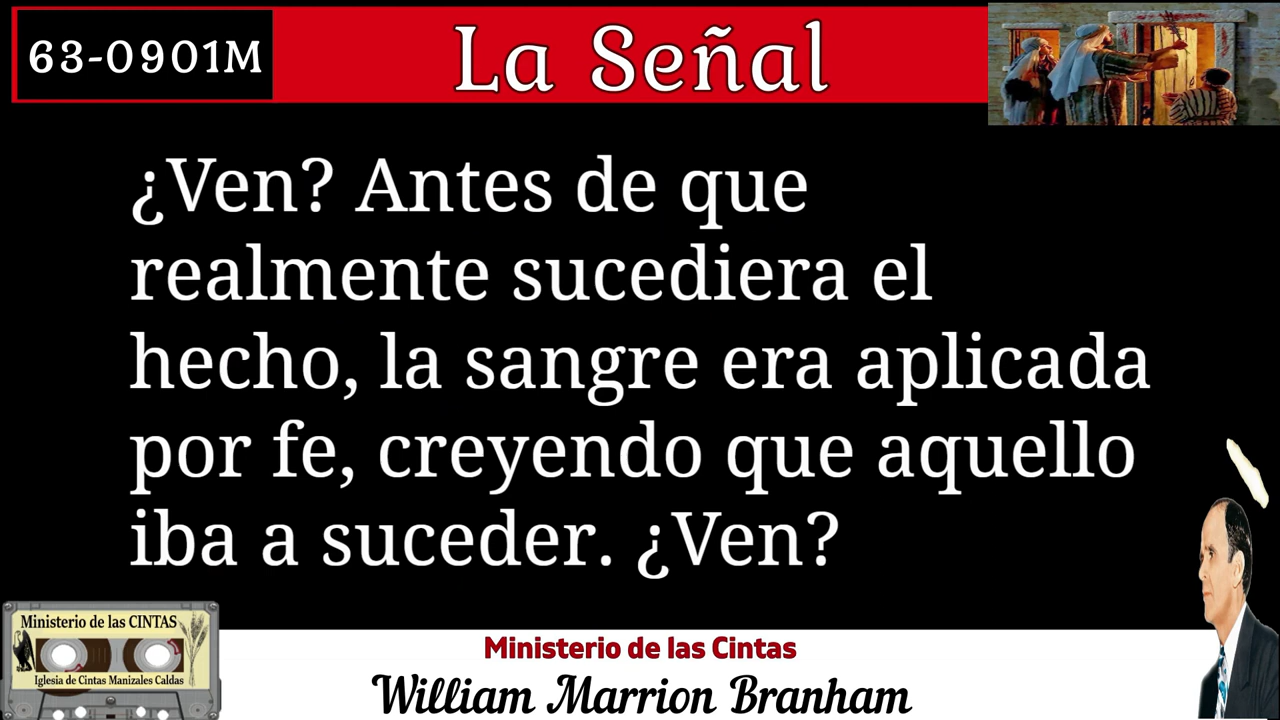 63-0901M
La Señal
¿Ven? Antes de que
realmente sucediera el
hecho, la sangre era aplicada
por fe, creyendo que aquello
iba a suceder. ¿Ven?
Ministerio de las CINTAS
Iglesia de Cintas Manizales Caldas
Ministerio de las Cintas
William Marrion Branham